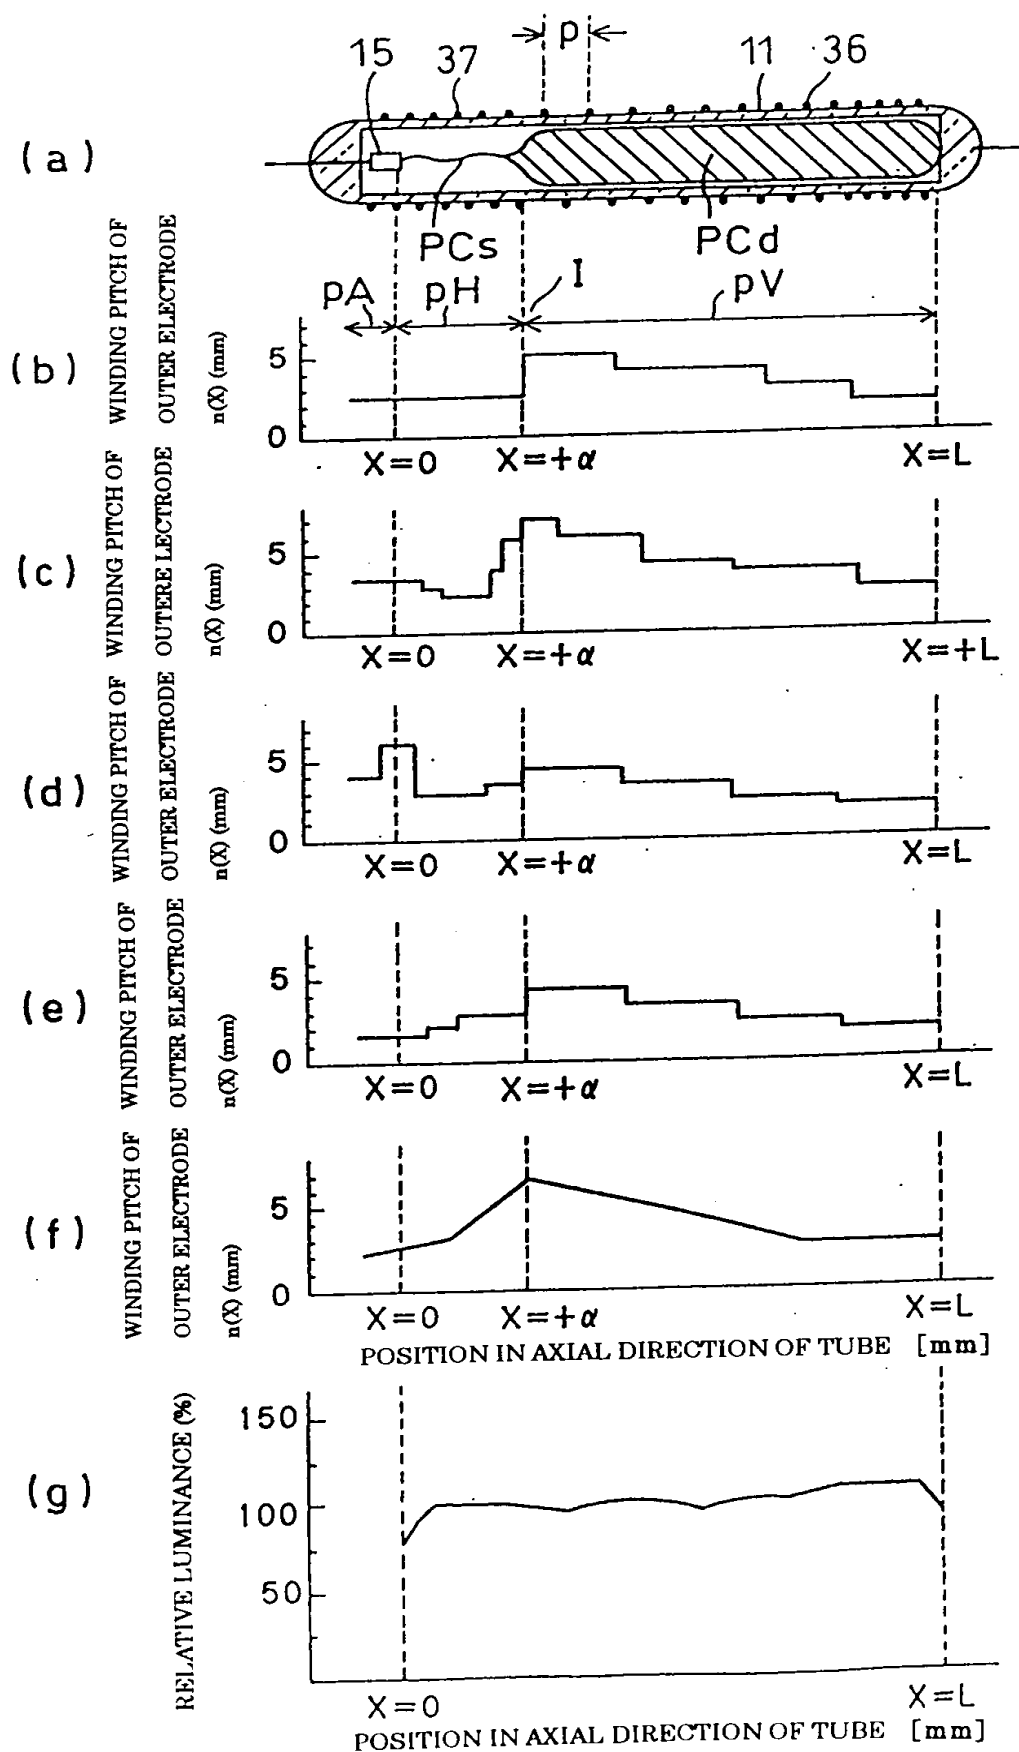 p
15
37
11
36
(a)
PCs
PCd
pA
pH
I
pV
(b)
WINDING PITCH OF
OUTER ELECTRODE
n(X) (mm)
5
0
X=0
X=+α
X=L
(c)
WINDING PITCH OF
OUTERE LECTRODE
n(X) (mm)
5
0
X=0
X=+α
X=+L
(d)
WINDING PITCH OF
OUTER ELECTRODE
n(X) (mm)
5
0
X=0
X=+α
X=L
(e)
WINDING PITCH OF
OUTER ELECTRODE
n(X) (mm)
5
0
X=0
X=+α
X=L
(f)
WINDING PITCH OF
OUTER ELECTRODE
n(X) (mm)
5
0
X=0
X=+α
X=L
POSITION IN AXIAL DIRECTION OF TUBE [mm]
(g)
RELATIVE LUMINANCE (%)
150
100
50
X=0
X=L
POSITION IN AXIAL DIRECTION OF TUBE [mm]